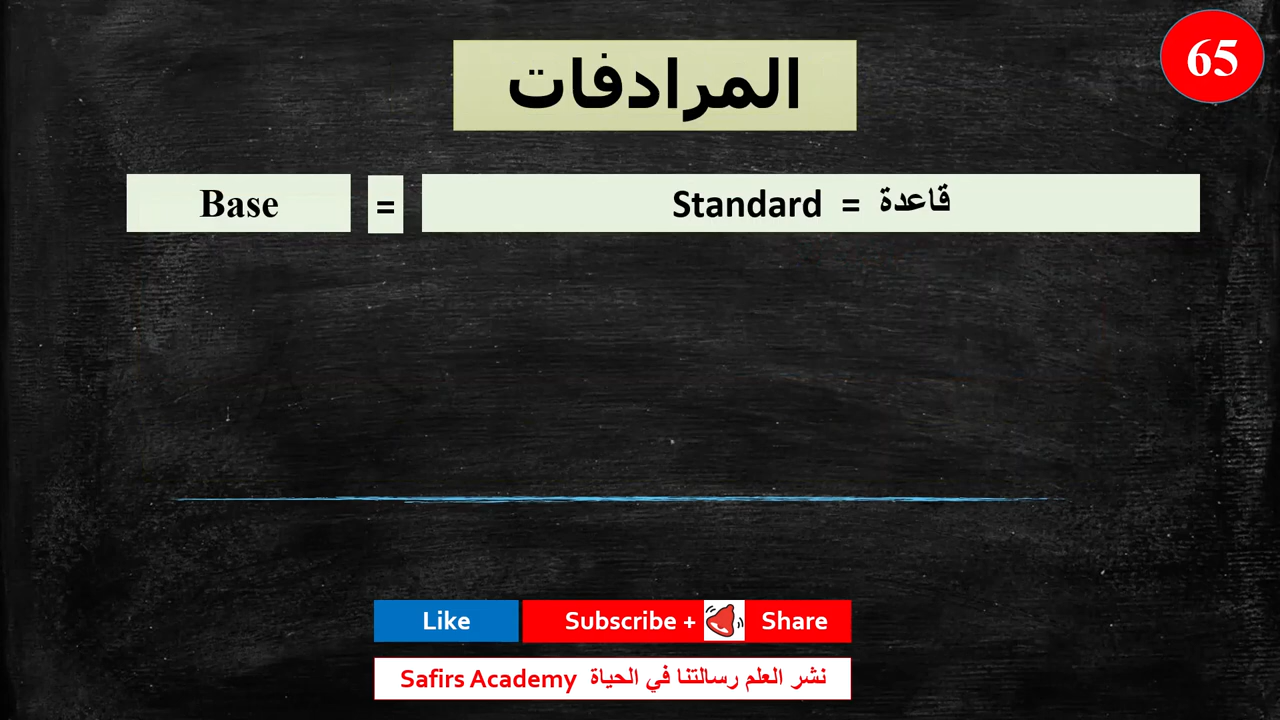 65
المرادفات
Base = Standard = قاعدة
Like Subscribe + Share
Safirs Academy نشر العلم رسالتنا في الحياة